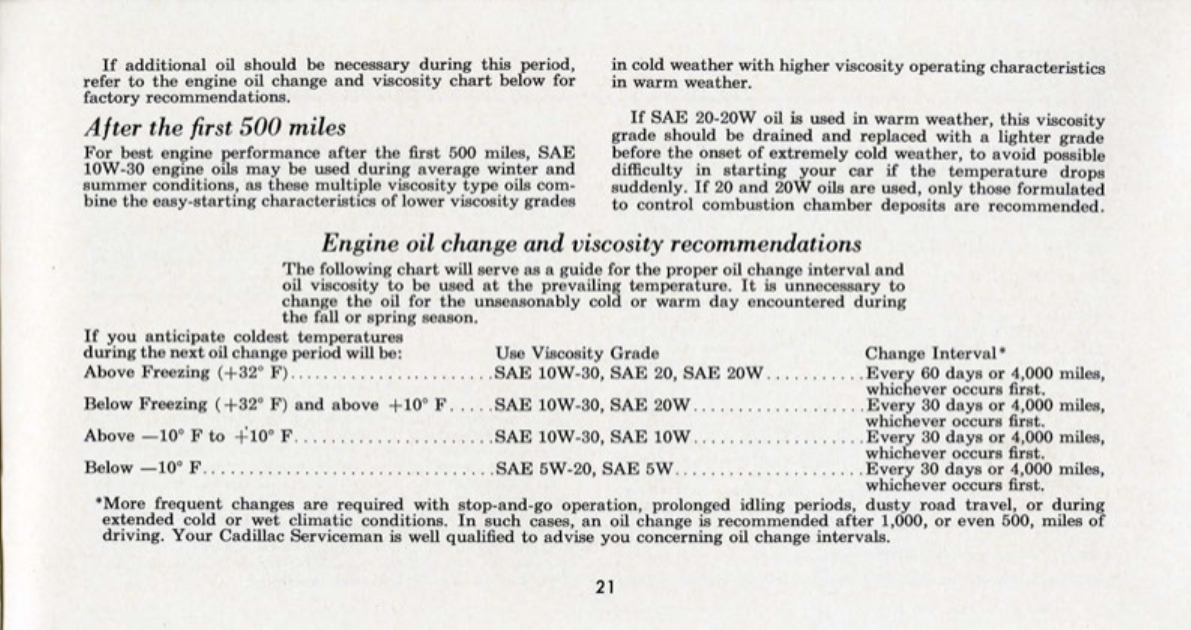 If additional oil should be necessary during this period,
refer to the engine oil change and viscosity chart below for
factory recommendations.
After the first 500 miles
For best engine performance after the first 500 miles, SAE
10W-30 engine oils may be used during average winter and
summer conditions, as these multiple viscosity type oils com-
bine the easy-starting characteristics of lower viscosity grades
in cold weather with higher viscosity operating characteristics
in warm weather.
If SAE 20-20W oil is used in warm weather, this viscosity
grade should be drained and replaced with a lighter grade
before the onset of extremely cold weather, to avoid possible
difficulty in starting your car if the temperature drops
suddenly. If 20 and 20W oils are used, only those formulated
to control combustion chamber deposits are recommended.
Engine oil change and viscosity recommendations
The following chart will serve as a guide for the proper oil change interval and
oil viscosity to be used at the prevailing temperature. It is unnecessary to
change the oil for the unseasonably cold or warm day encountered during
the fall or spring season.
If you anticipate coldest temperatures
during the next oil change period will be: Use Viscosity Grade Change Interval*
Above Freezing (+32° F)......................SAE 10W-30, SAE 20, SAE 20W...........Every 60 days or 4,000 miles,
whichever occurs first.
Below Freezing (+32° F) and above +10° F.....SAE 10W-30, SAE 20W...................Every 30 days or 4,000 miles,
whichever occurs first.
Above —10° F to +10° F......................SAE 10W-30, SAE 10W...................Every 30 days or 4,000 miles,
whichever occurs first.
Below —10° F................................SAE 5W-20, SAE 5W.....................Every 30 days or 4,000 miles,
whichever occurs first.
*More frequent changes are required with stop-and-go operation, prolonged idling periods, dusty road travel, or during
extended cold or wet climatic conditions. In such cases, an oil change is recommended after 1,000, or even 500, miles of
driving. Your Cadillac Serviceman is well qualified to advise you concerning oil change intervals.
21